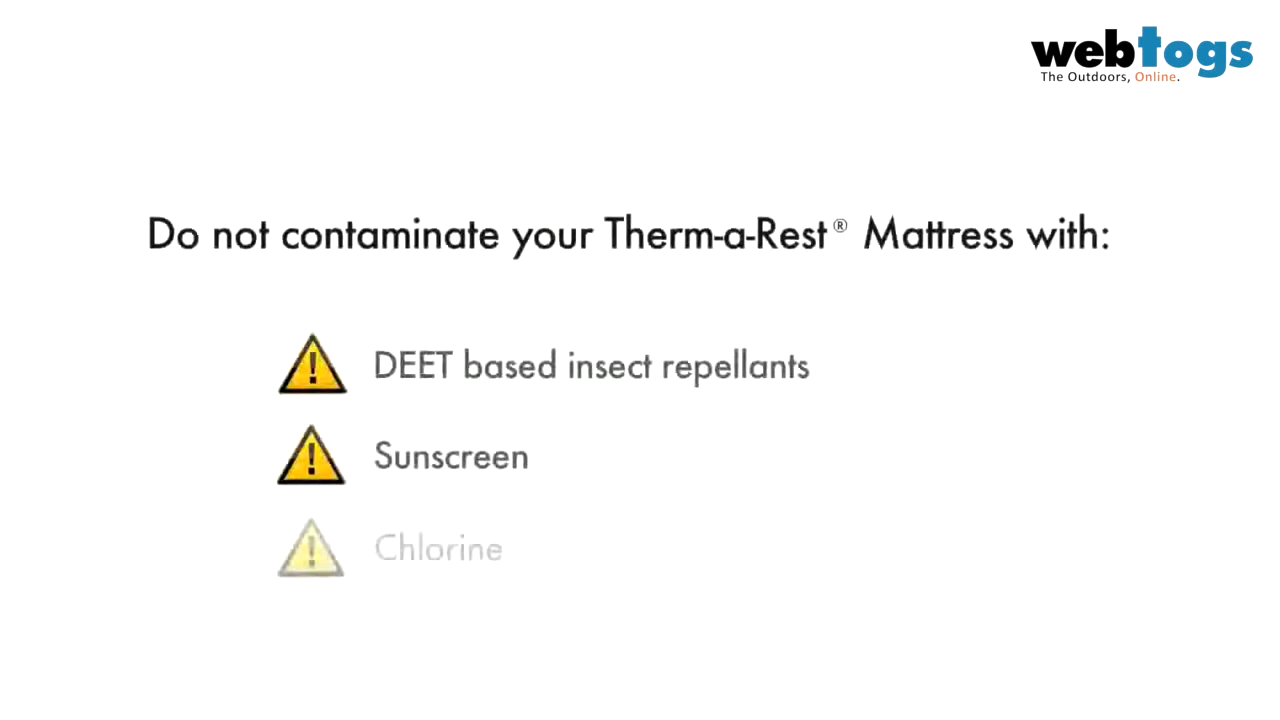 webtogs
The Outdoors, Online.
Do not contaminate your Therm-a-Rest® Mattress with:
DEET based insect repellants
Sunscreen
Chlorine